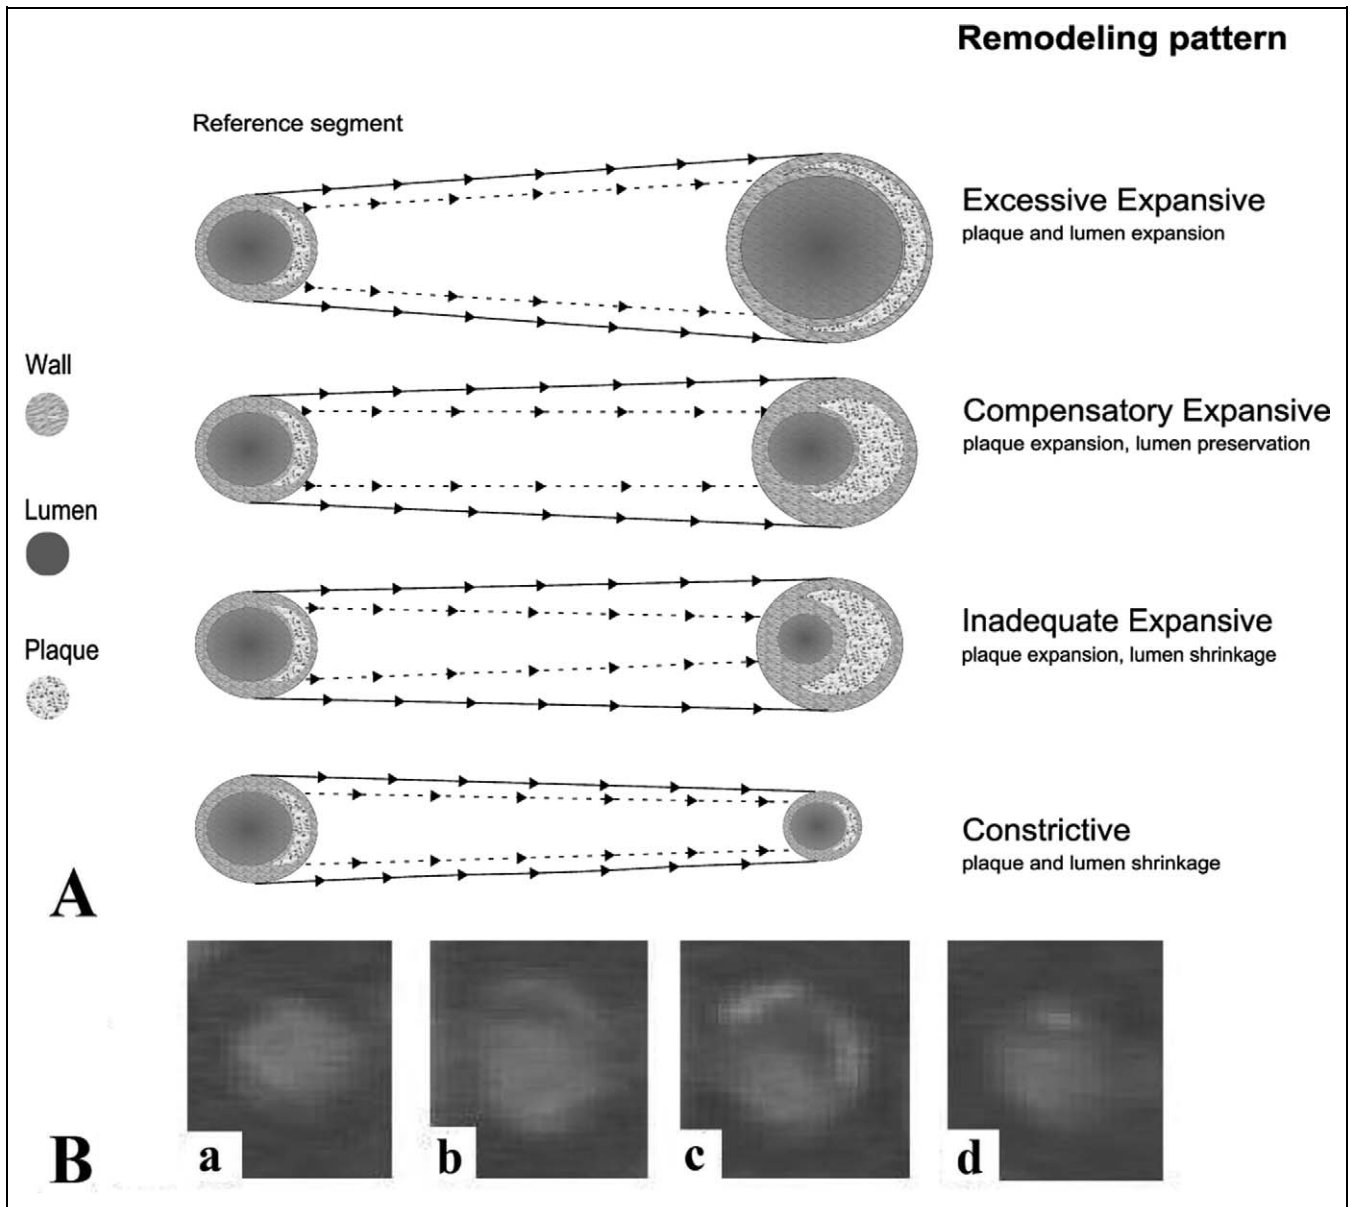 Remodeling pattern
Reference segment
Excessive Expansive
plaque and lumen expansion
Wall
Compensatory Expansive
plaque expansion, lumen preservation
Lumen
Inadequate Expansive
plaque expansion, lumen shrinkage
Plaque
Constrictive
plaque and lumen shrinkage
A
B
a
b
c
d